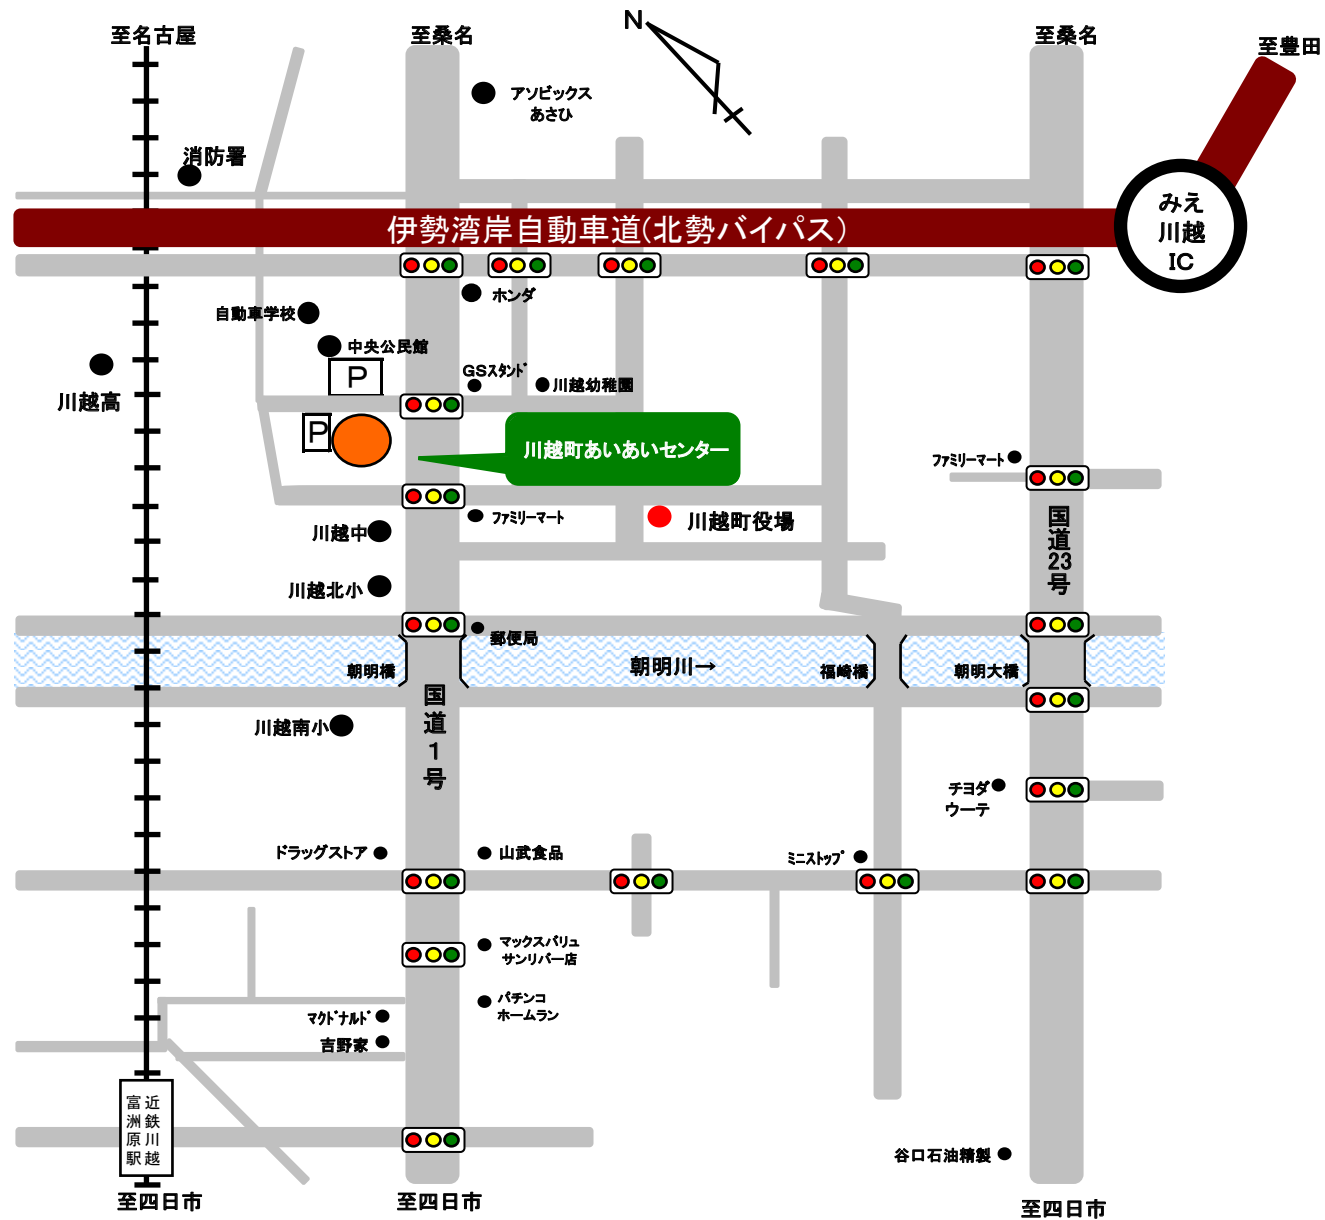 至名古屋
至桑名
N
至桑名
至豊田
アソビックス
あさひ
消防署
みえ
川越
IC
伊勢湾岸自動車道(北勢バイパス)
ホンダ
自動車学校
中央公民館
P
GSスタンド
川越幼稚園
川越高
P
川越町あいあいセンター
ファミリーマート
川越中
ファミリーマート
川越町役場
国道23号
川越北小
郵便局
朝明橋
朝明川→
福崎橋
朝明大橋
国道1号
川越南小
チヨダ
ウーテ
ドラッグストア
山武食品
ミニストップ
マックスバリュ
サンリバー店
パチンコ
ホームラン
マクドナルド
吉野家
近鉄川越
富洲原駅
谷口石油精製
至四日市
至四日市
至四日市